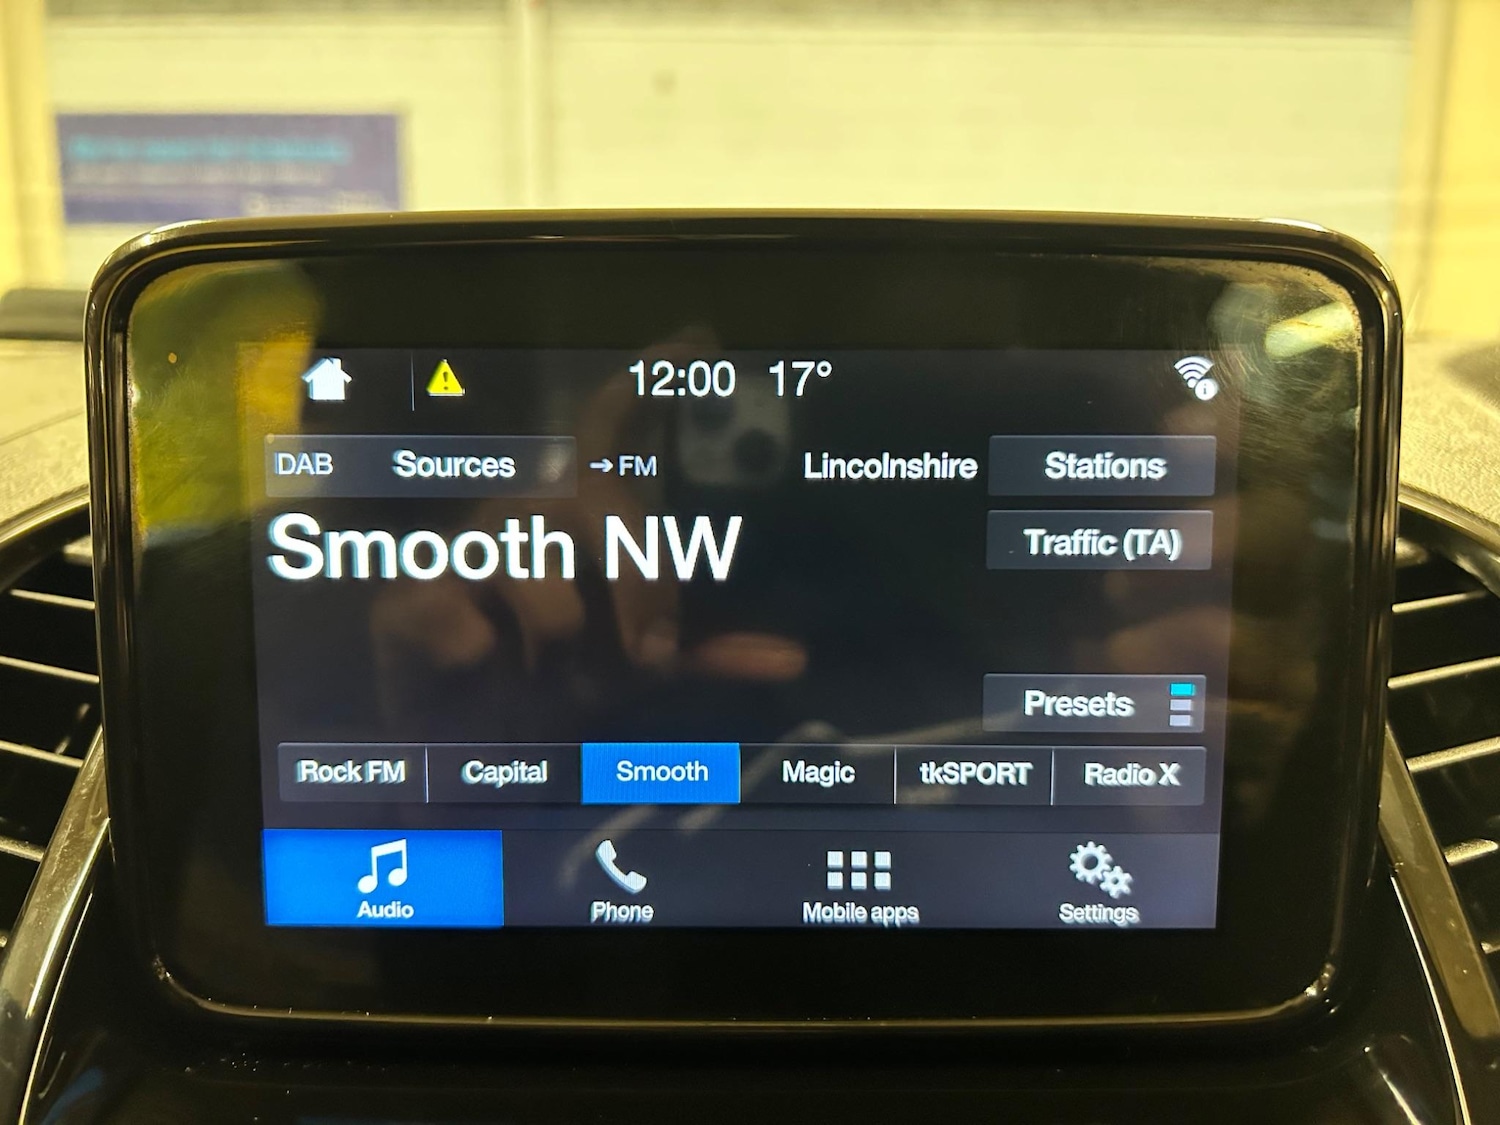 12:00 17°
DAB Sources → FM Lincolnshire Stations
Smooth NW
Traffic (TA)
Presets
Rock FM Capital Smooth Magic tkSPORT Radio X
Audio Phone Mobile apps Settings